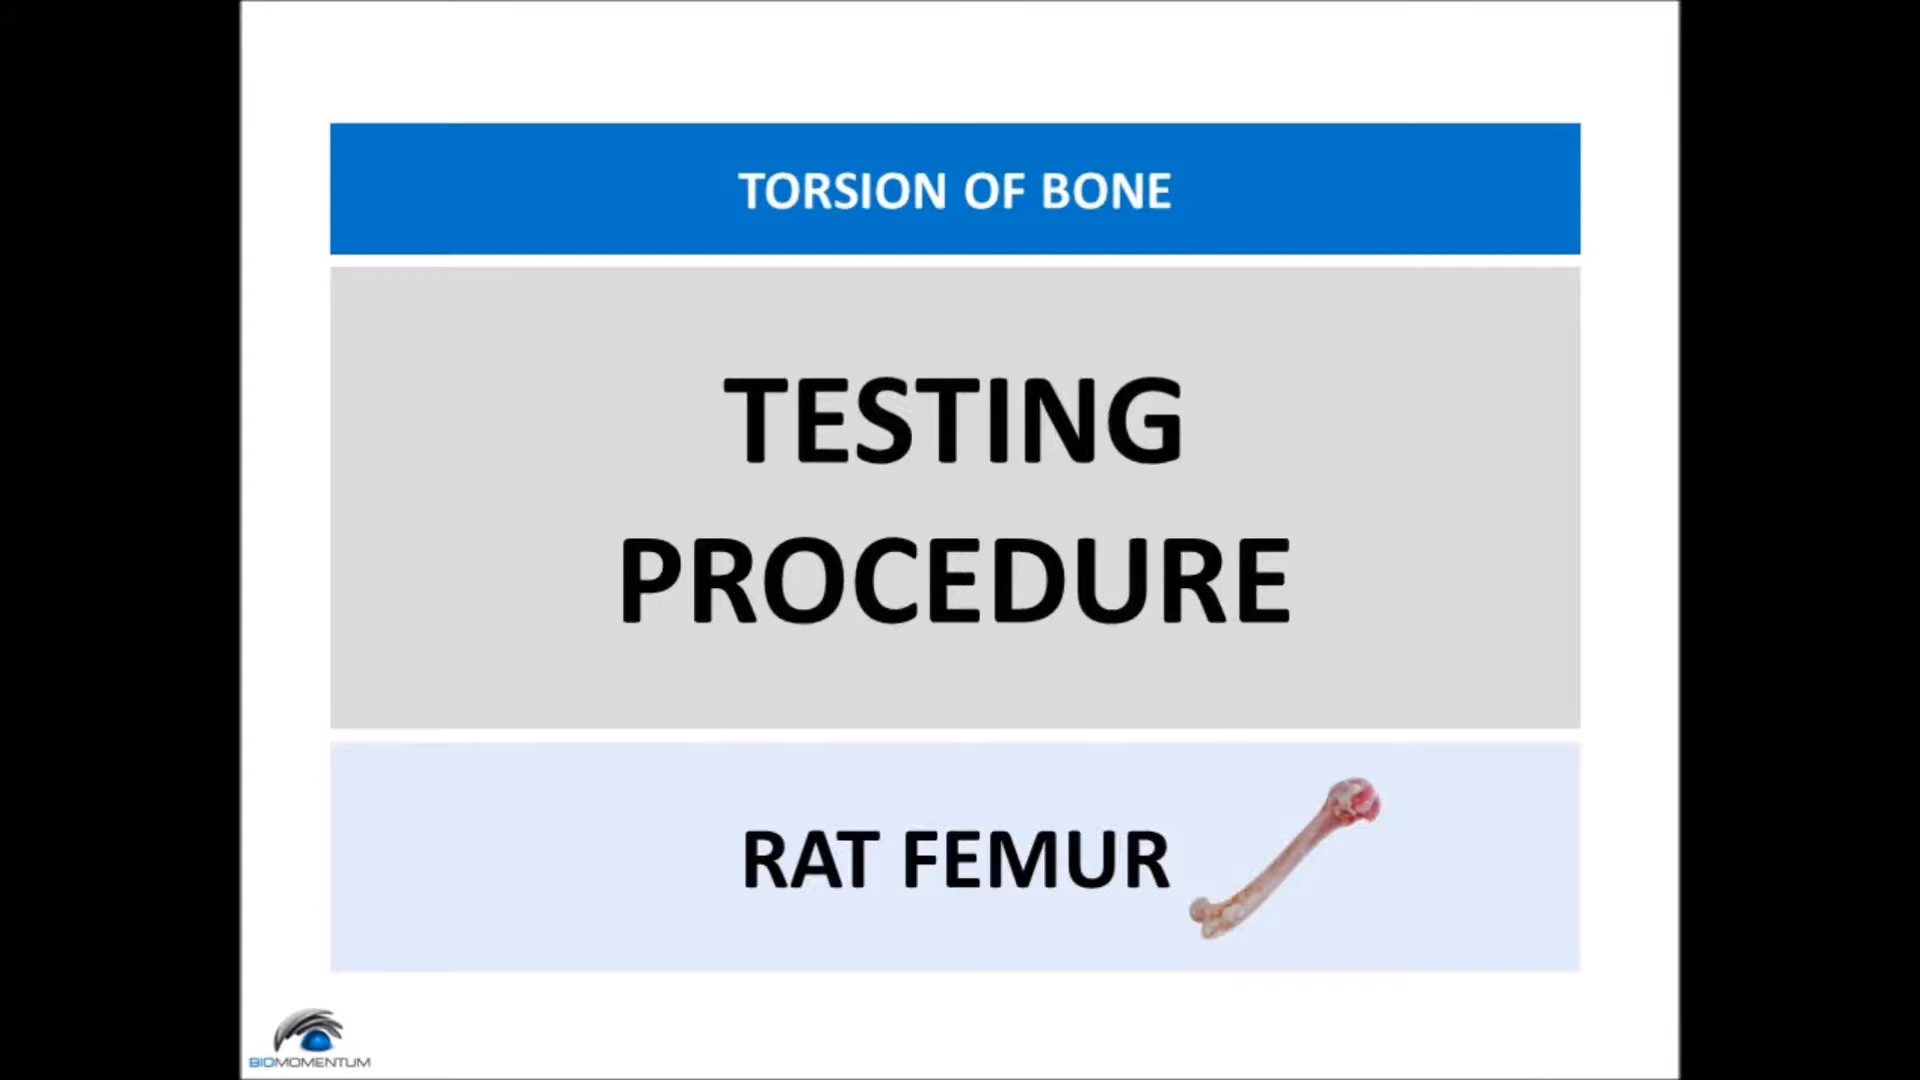 TORSION OF BONE
TESTING
PROCEDURE
RAT FEMUR
BIOMOMENTUM